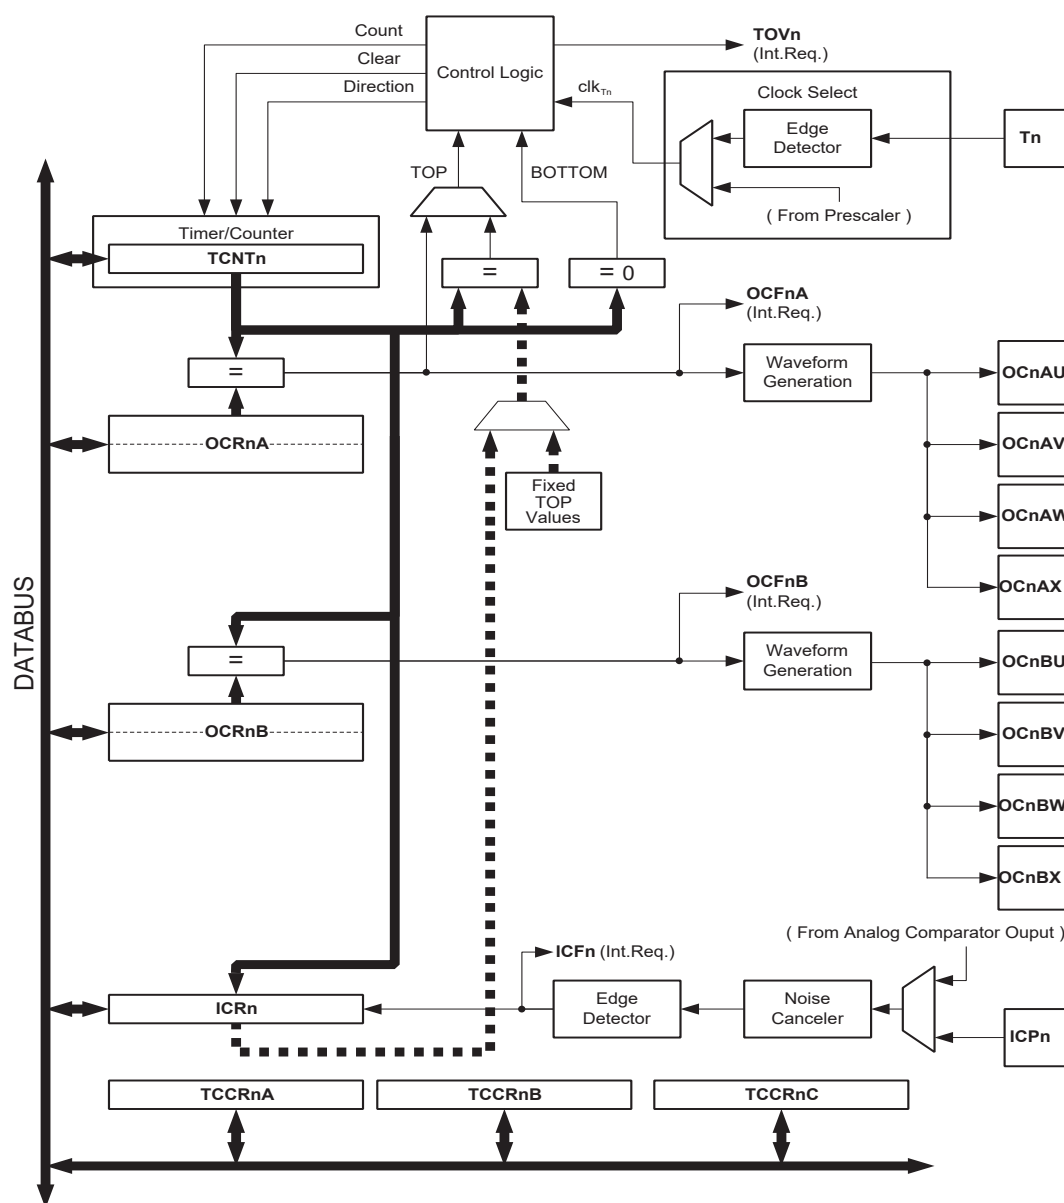 Count
TOVn
(Int.Req.)
Clear
Control Logic
Direction
clkTn
Clock Select
Edge
Detector
Tn
TOP
BOTTOM
( From Prescaler )
Timer/Counter
TCNTn
=
= 0
OCFnA
(Int.Req.)
=
Waveform
Generation
OCnAU
OCRnA
OCnAV
Fixed
TOP
Values
OCnAW
OCnAX
DATABUS
OCFnB
(Int.Req.)
=
Waveform
Generation
OCnBU
OCRnB
OCnBV
OCnBW
OCnBX
( From Analog Comparator Ouput )
ICFn (Int.Req.)
ICRn
Edge
Detector
Noise
Canceler
ICPn
TCCRnA
TCCRnB
TCCRnC